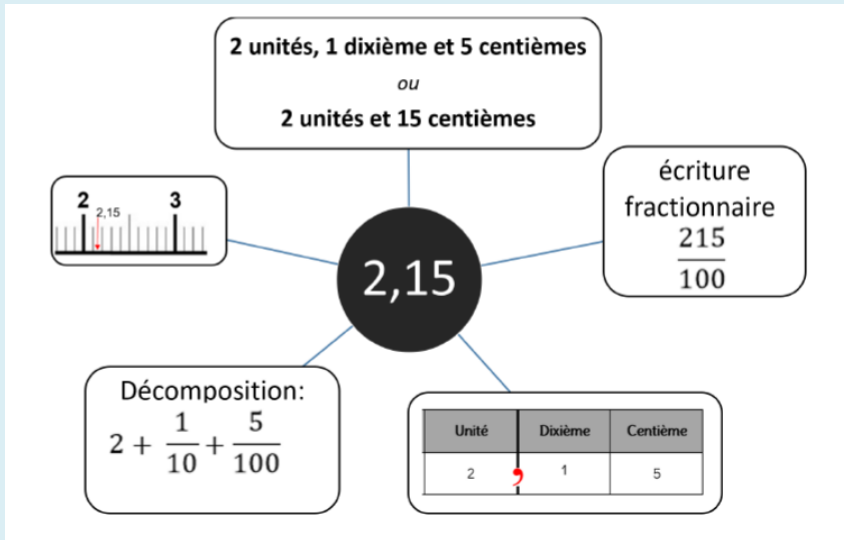 2 unités, 1 dixième et 5 centièmes
ou
2 unités et 15 centièmes
écriture
fractionnaire
215
100
2 3
2,15
2,15
Décomposition:
2 + 1/10 + 5/100
Unité Dixième Centième
2 , 1 5